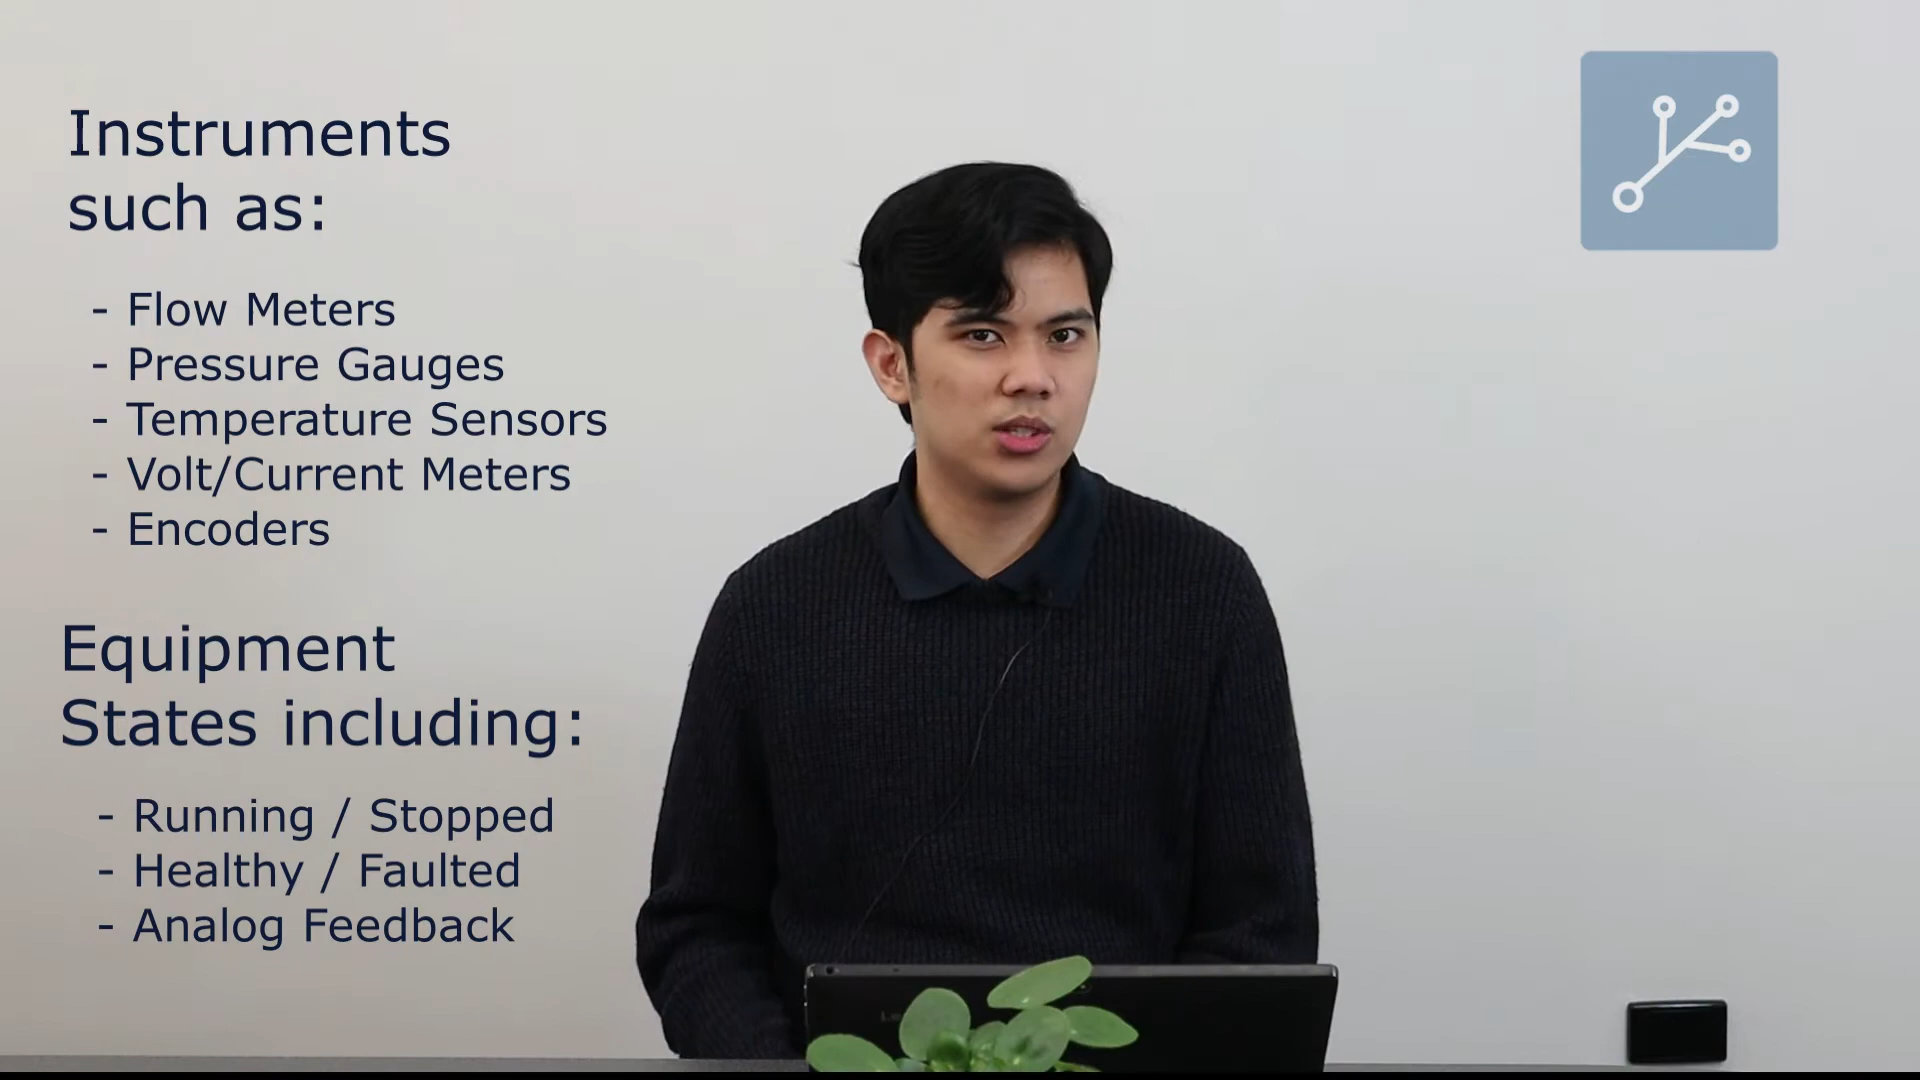 Instruments
such as:
- Flow Meters
- Pressure Gauges
- Temperature Sensors
- Volt/Current Meters
- Encoders
Equipment
States including:
- Running / Stopped
- Healthy / Faulted
- Analog Feedback